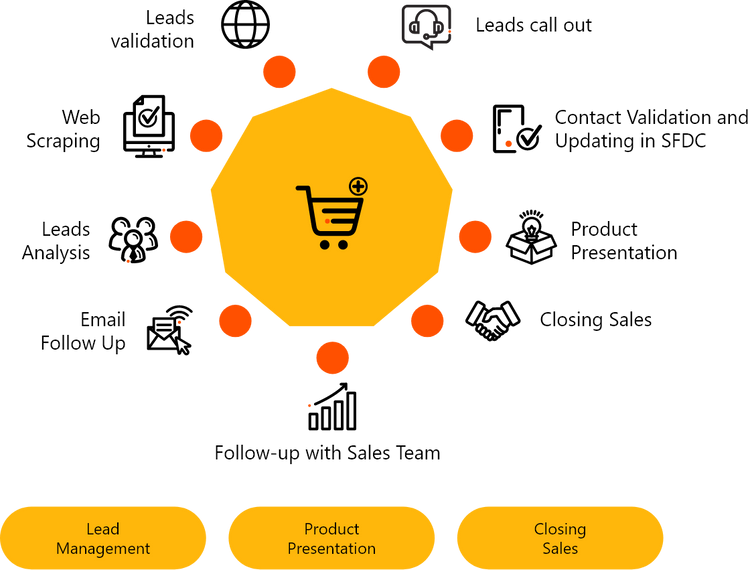 Leads
validation
Leads call out
Web
Scraping
Contact Validation and
Updating in SFDC
Leads
Analysis
Product
Presentation
Email
Follow Up
Closing Sales
Follow-up with Sales Team
Lead
Management
Product
Presentation
Closing
Sales